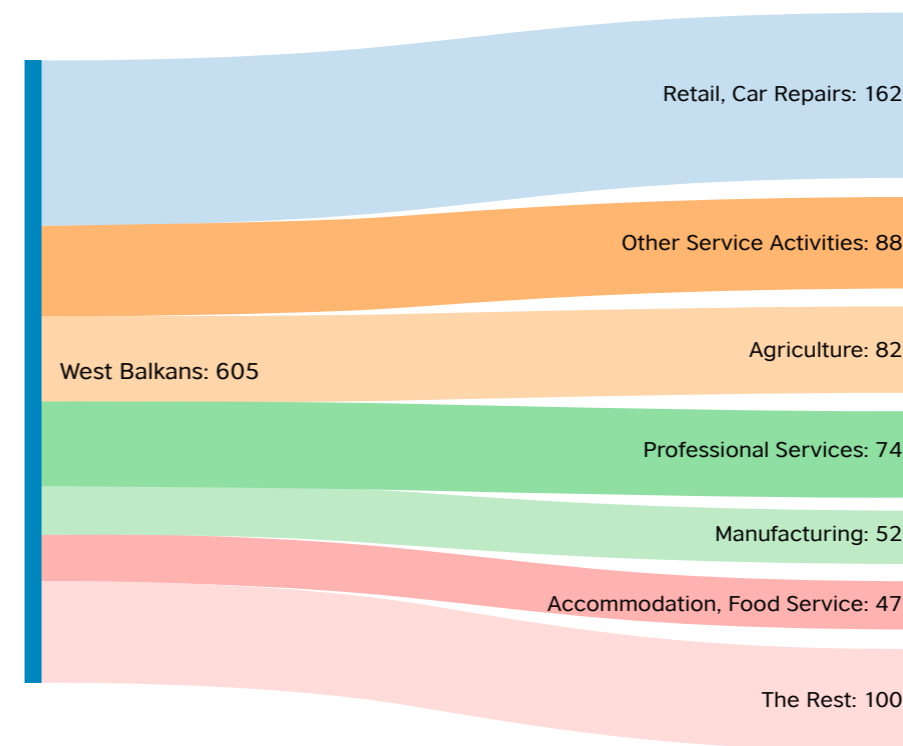 Retail, Car Repairs: 162
Other Service Activities: 88
Agriculture: 82
West Balkans: 605
Professional Services: 74
Manufacturing: 52
Accommodation, Food Service: 47
The Rest: 100